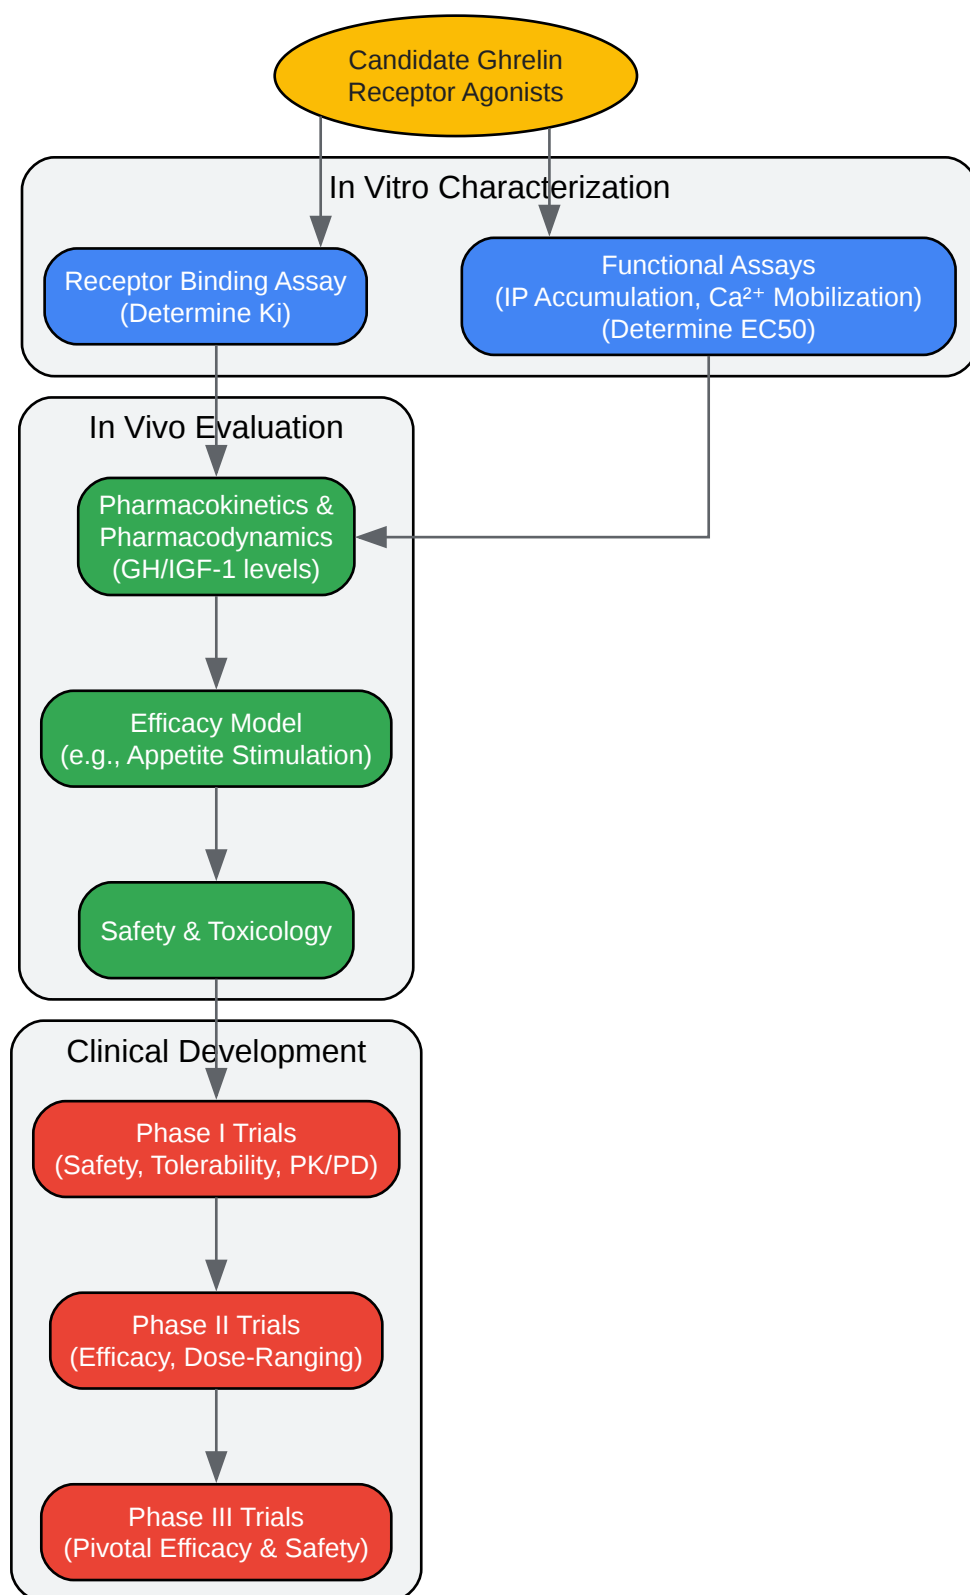 Candidate Ghrelin
Receptor Agonists
In Vitro Characterization
Receptor Binding Assay
(Determine Ki)
Functional Assays
(IP Accumulation, Ca²⁺ Mobilization)
(Determine EC50)
In Vivo Evaluation
Pharmacokinetics &
Pharmacodynamics
(GH/IGF-1 levels)
Efficacy Model
(e.g., Appetite Stimulation)
Safety & Toxicology
Clinical Development
Phase I Trials
(Safety, Tolerability, PK/PD)
Phase II Trials
(Efficacy, Dose-Ranging)
Phase III Trials
(Pivotal Efficacy & Safety)